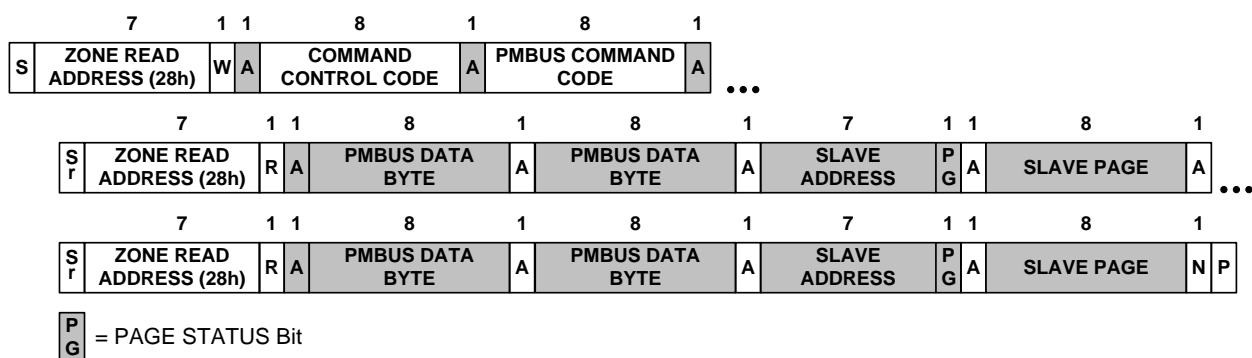 7 1 1 8 1 8 1
S ZONE READ W A COMMAND A PMBUS COMMAND A
ADDRESS (28h) CONTROL CODE CODE
•••
7 1 1 8 1 8 1 7 1 1 8 1
S ZONE READ R A PMBUS DATA A PMBUS DATA A SLAVE P A SLAVE PAGE A
r ADDRESS (28h) BYTE BYTE ADDRESS G
•••
7 1 1 8 1 8 1 7 1 1 8 1
S ZONE READ R A PMBUS DATA A PMBUS DATA A SLAVE P A SLAVE PAGE N P
r ADDRESS (28h) BYTE BYTE ADDRESS G
P
G = PAGE STATUS Bit